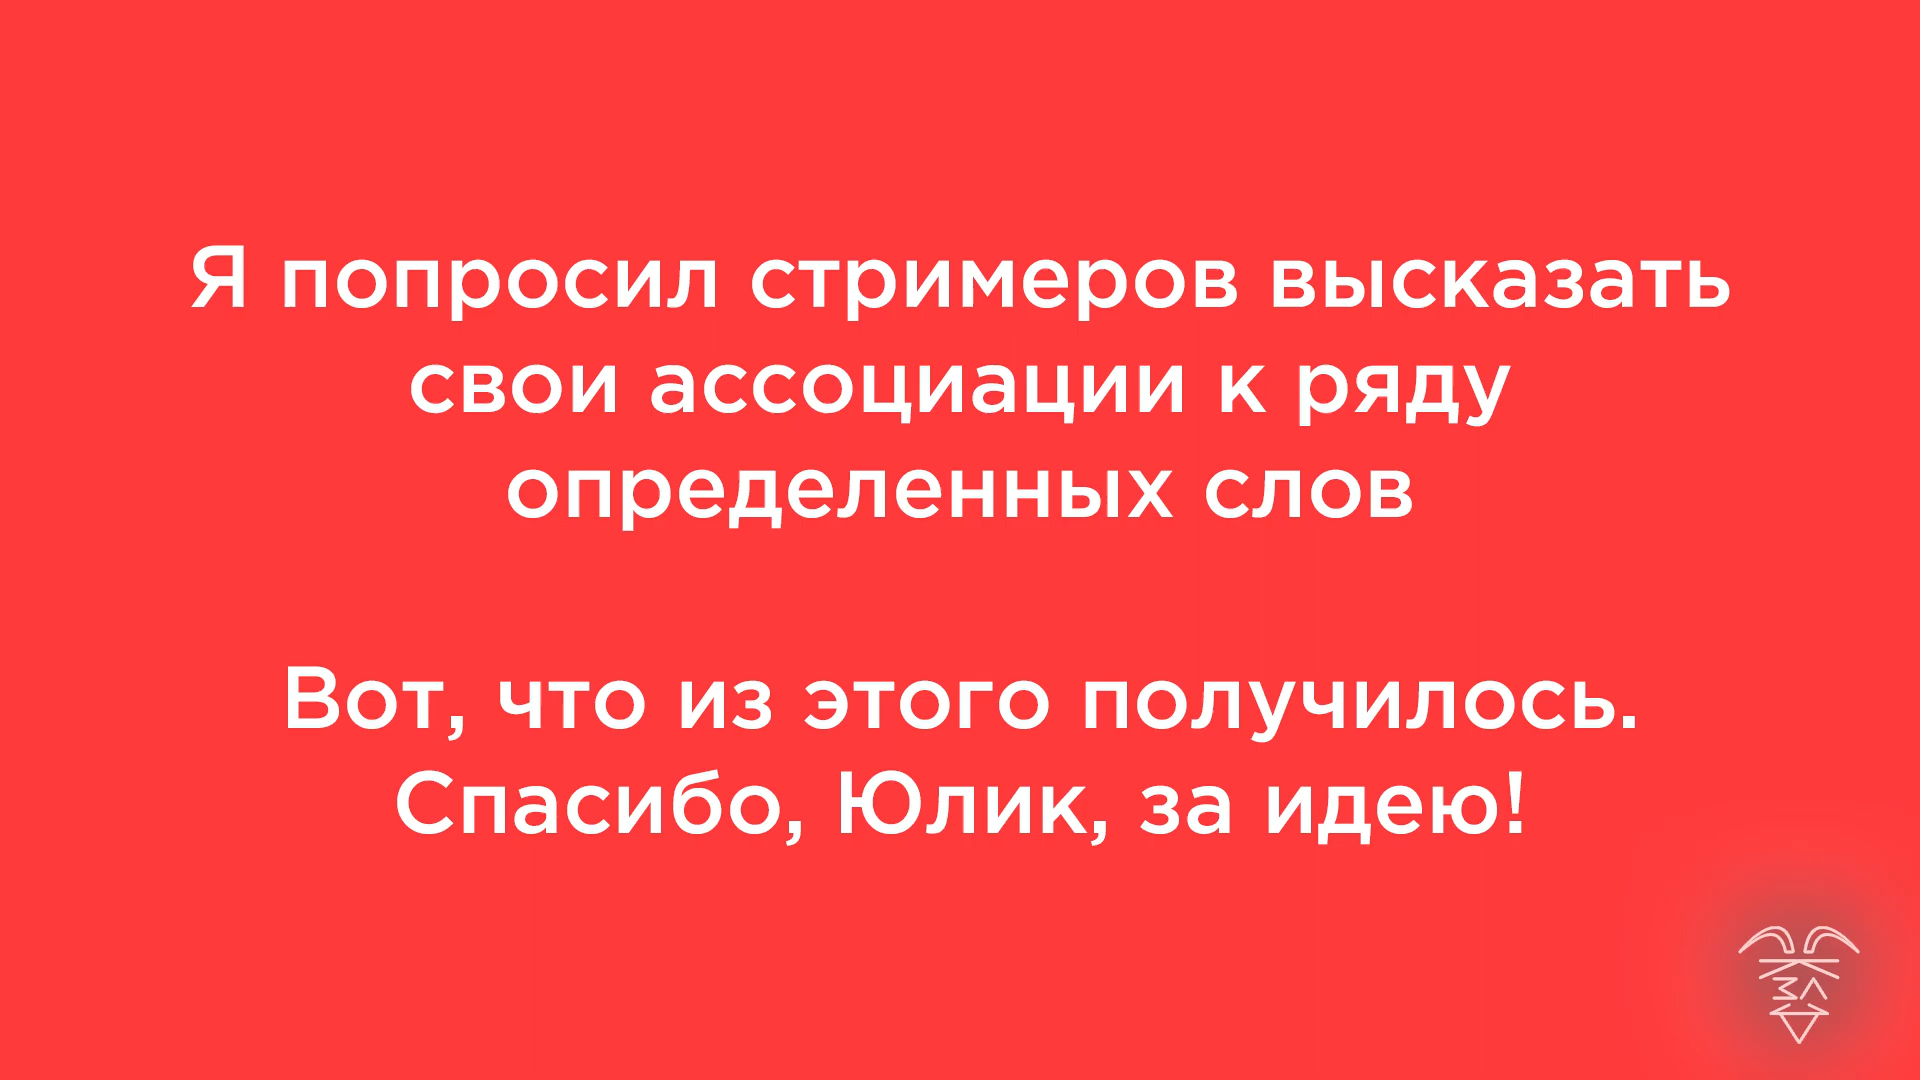 Я попросил стримеров высказать
свои ассоциации к ряду
определенных слов
Вот, что из этого получилось.
Спасибо, Юлик, за идею!